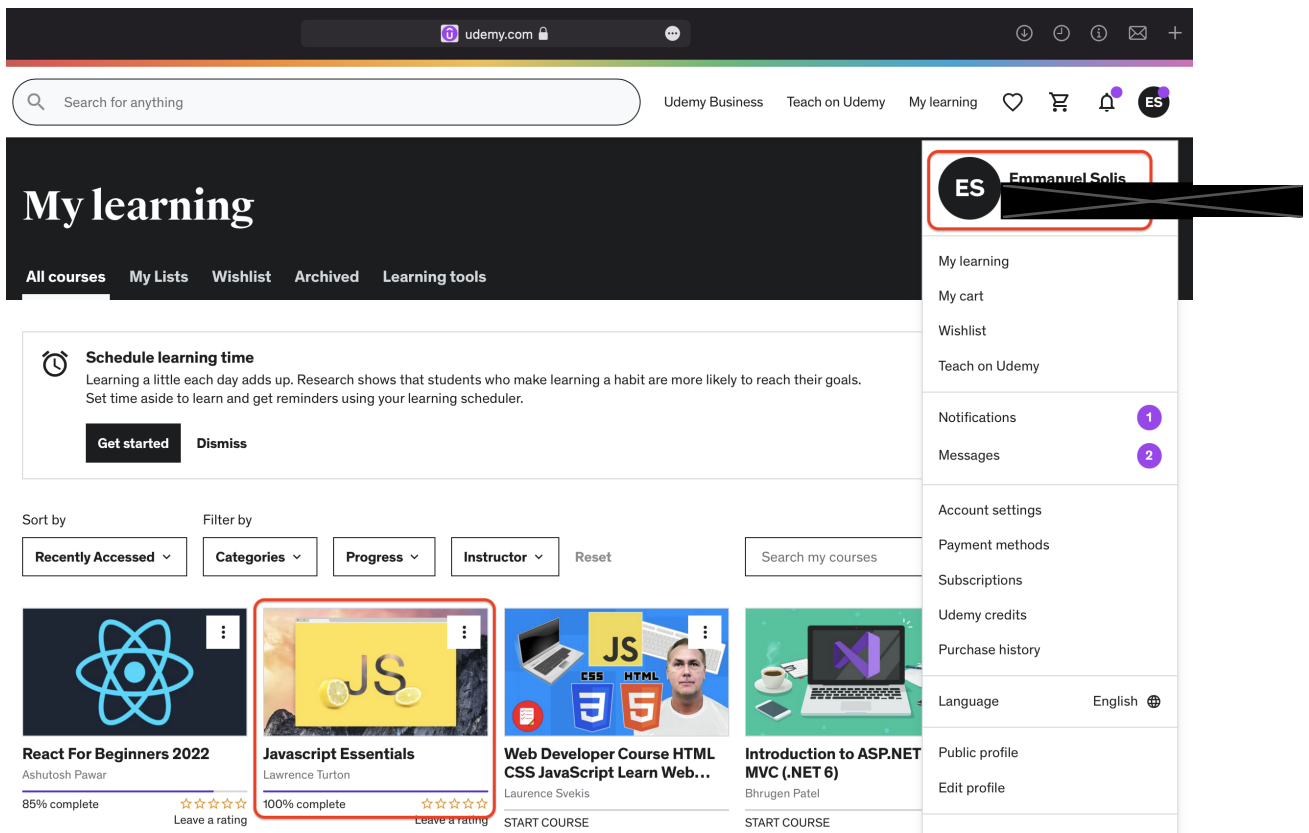 udemy.com
Search for anything
Udemy Business
Teach on Udemy
My learning
ES
My learning
All courses
My Lists
Wishlist
Archived
Learning tools
ES
Emmanuel Solis
My learning
My cart
Wishlist
Teach on Udemy
Notifications
1
Messages
2
Account settings
Payment methods
Subscriptions
Udemy credits
Purchase history
Language
English
Public profile
Edit profile
Schedule learning time
Learning a little each day adds up. Research shows that students who make learning a habit are more likely to reach their goals.
Set time aside to learn and get reminders using your learning scheduler.
Get started
Dismiss
Sort by
Filter by
Recently Accessed
Categories
Progress
Instructor
Reset
Search my courses
React For Beginners 2022
Ashutosh Pawar
85% complete
Leave a rating
JS
Javascript Essentials
Lawrence Turton
100% complete
Leave a rating
JS
CSS
HTML
3
5
Web Developer Course HTML
CSS JavaScript Learn Web...
Laurence Svekis
START COURSE
Introduction to ASP.NET
MVC (.NET 6)
Bhrugen Patel
START COURSE